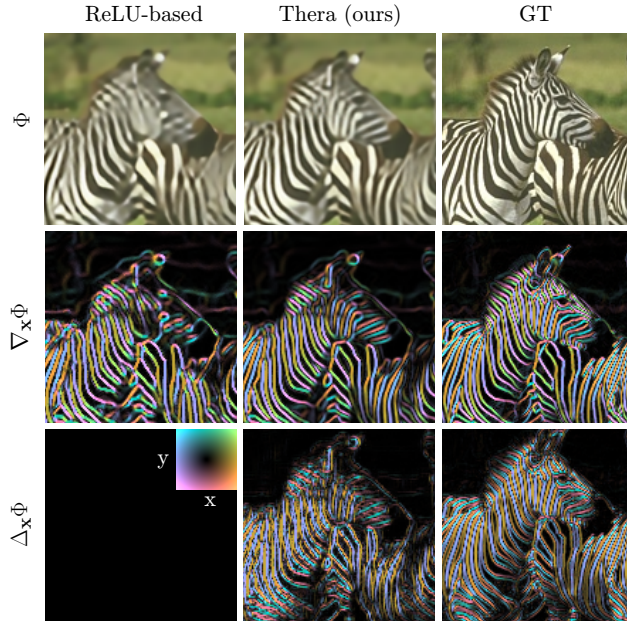 ReLU-based Thera (ours) GT
Φ
∇ₓΦ
y
x
ΔₓΦ